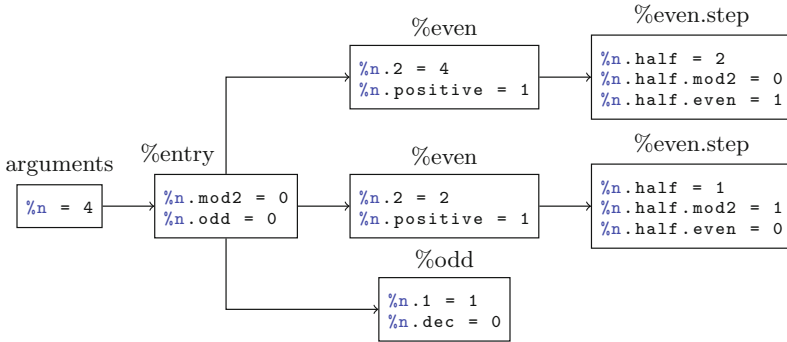 %even
%n.2 = 4
%n.positive = 1
%even.step
%n.half = 2
%n.half.mod2 = 0
%n.half.even = 1
arguments
%n = 4
%entry
%n.mod2 = 0
%n.odd = 0
%even
%n.2 = 2
%n.positive = 1
%even.step
%n.half = 1
%n.half.mod2 = 1
%n.half.even = 0
%odd
%n.1 = 1
%n.dec = 0